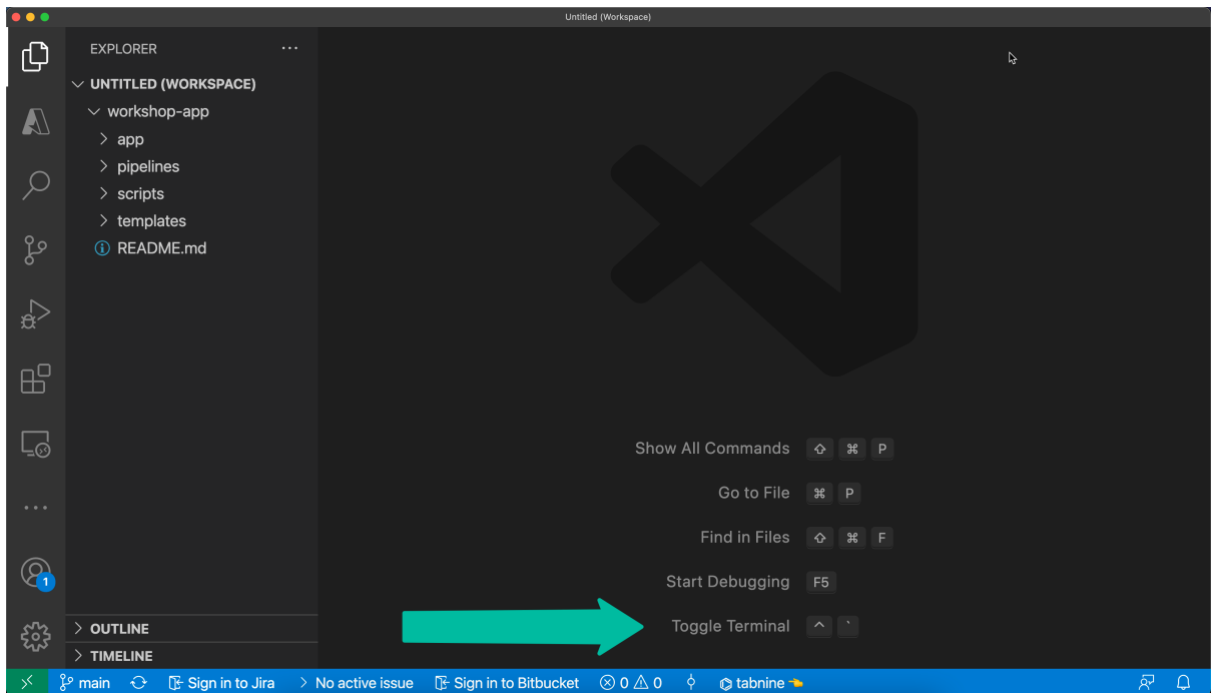 Untitled (Workspace)
EXPLORER ···
UNTITLED (WORKSPACE)
workshop-app
app
pipelines
scripts
templates
README.md
Show All Commands ⇧ ⌘ P
Go to File ⌘ P
Find in Files ⇧ ⌘ F
Start Debugging F5
Toggle Terminal ^ `
1
OUTLINE
TIMELINE
main Sign in to Jira No active issue Sign in to Bitbucket 0 0 tabnine